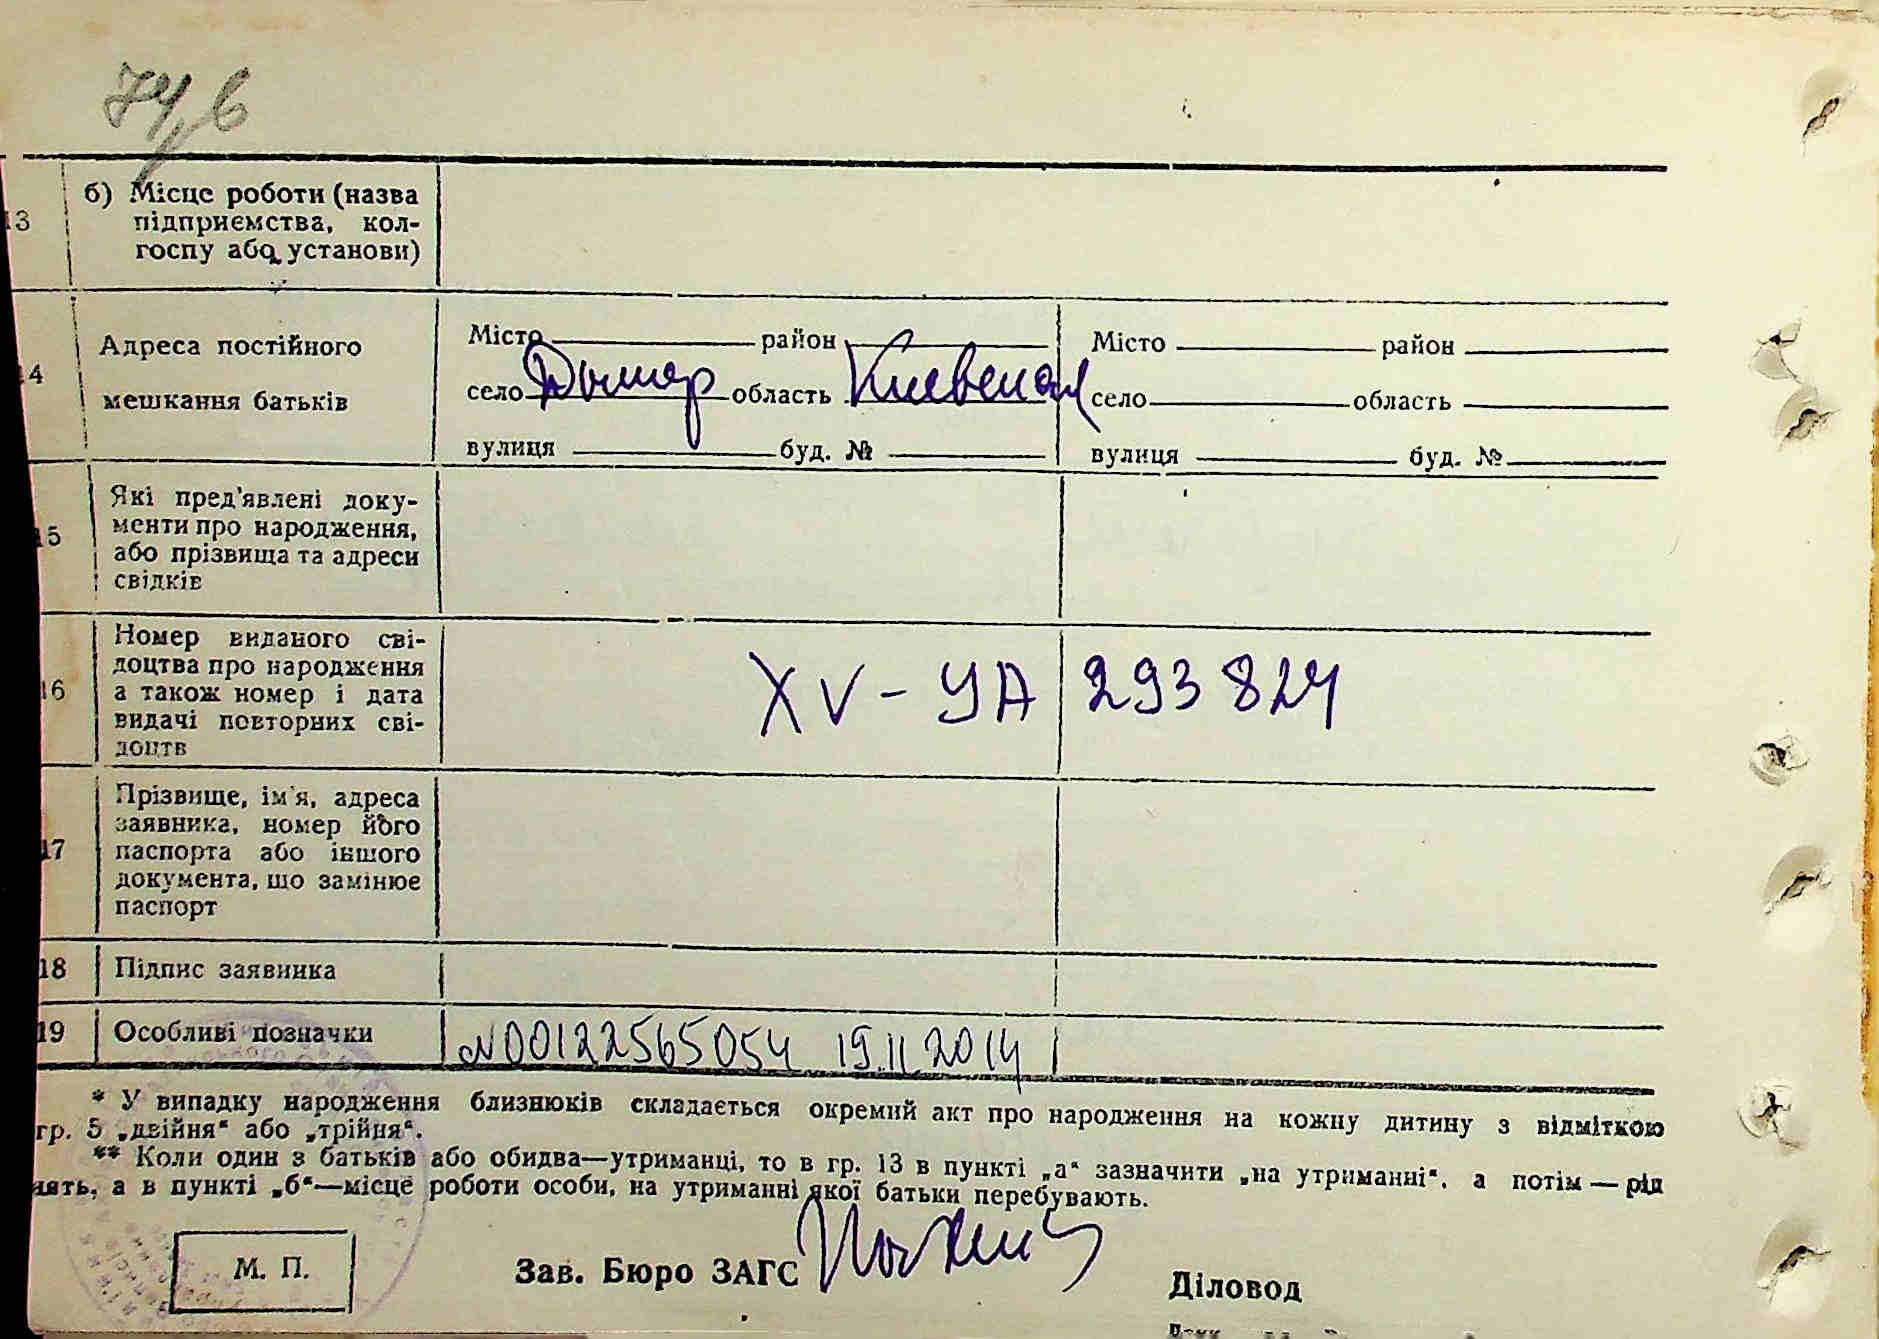 74,6
13 б) Місце роботи (назва
підприємства, кол-
госпу або установи)
14 Адреса постійного
мешкання батьків
Місто район
село Дымер область Киевская
вулиця буд. №
Місто район
село область
вулиця буд. №
15 Які пред'явлені доку-
менти про народження,
або прізвища та адреси
свідків
16 Номер виданого сві-
доцтва про народження
а також номер і дата
видачі повторних сві-
доцтв
XV - УА 293824
17 Прізвище, ім'я, адреса
заявника, номер його
паспорта або іншого
документа, що замінює
паспорт
18 Підпис заявника
19 Особливі позначки
N00122565054 19.11.2014
* У випадку народження близнюків складається окремий акт про народження на кожну дитину з відміткою
гр. 5 „двійня“ або „трійня“.
** Коли один з батьків або обидва—утриманці, то в гр. 13 в пункті „а“ зазначити „на утриманні“, а потім — рід
нять, а в пункті „б“—місце роботи особи, на утриманні якої батьки перебувають.
М. П.
Зав. Бюро ЗАГС
Діловод